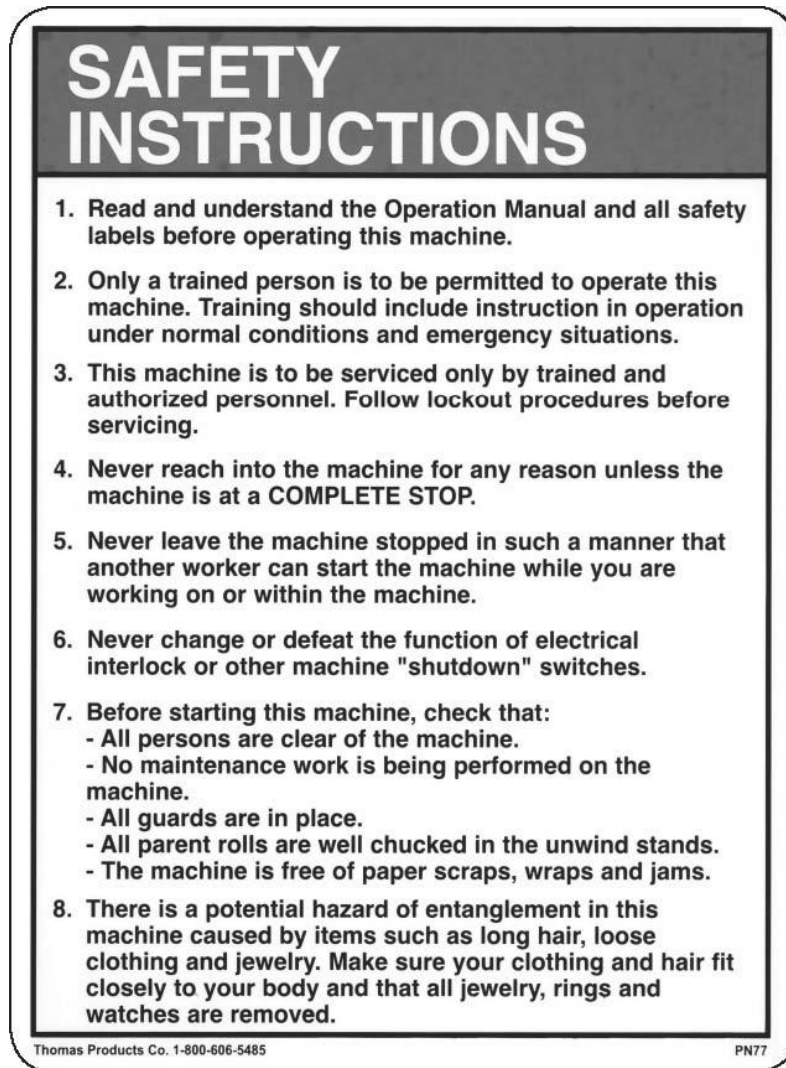 SAFETY
INSTRUCTIONS
1. Read and understand the Operation Manual and all safety
labels before operating this machine.
2. Only a trained person is to be permitted to operate this
machine. Training should include instruction in operation
under normal conditions and emergency situations.
3. This machine is to be serviced only by trained and
authorized personnel. Follow lockout procedures before
servicing.
4. Never reach into the machine for any reason unless the
machine is at a COMPLETE STOP.
5. Never leave the machine stopped in such a manner that
another worker can start the machine while you are
working on or within the machine.
6. Never change or defeat the function of electrical
interlock or other machine "shutdown" switches.
7. Before starting this machine, check that:
- All persons are clear of the machine.
- No maintenance work is being performed on the
machine.
- All guards are in place.
- All parent rolls are well chucked in the unwind stands.
- The machine is free of paper scraps, wraps and jams.
8. There is a potential hazard of entanglement in this
machine caused by items such as long hair, loose
clothing and jewelry. Make sure your clothing and hair fit
closely to your body and that all jewelry, rings and
watches are removed.
Thomas Products Co. 1-800-606-5485 PN77